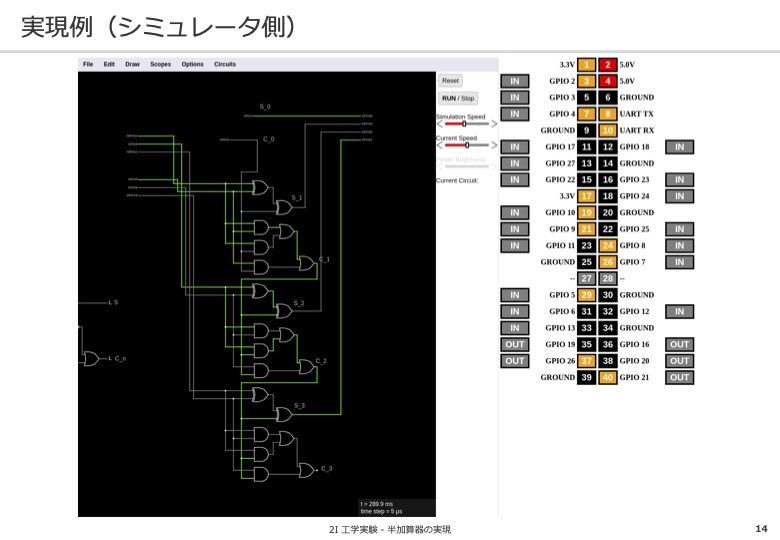 実現例（シミュレータ側）
File Edit Draw Scopes Options Circuits
Reset
RUN / Stop
Simulation Speed
Current Speed
Power Brightness
Current Circuit:
S_0
C_0
S_1
C_1
S_2
C_2
S_3
C_3
L S
L C_n
t = 289.9 ms
time step = 5 μs
3.3V 1 2 5.0V
IN GPIO 2 3 4 5.0V
IN GPIO 3 5 6 GROUND
IN GPIO 4 7 8 UART TX
GROUND 9 10 UART RX
IN GPIO 17 11 12 GPIO 18 IN
IN GPIO 27 13 14 GROUND
IN GPIO 22 15 16 GPIO 23 IN
3.3V 17 18 GPIO 24 IN
IN GPIO 10 19 20 GROUND
IN GPIO 9 21 22 GPIO 25 IN
IN GPIO 11 23 24 GPIO 8 IN
GROUND 25 26 GPIO 7 IN
-- 27 28 --
IN GPIO 5 29 30 GROUND
IN GPIO 6 31 32 GPIO 12 IN
IN GPIO 13 33 34 GROUND
OUT GPIO 19 35 36 GPIO 16 OUT
OUT GPIO 26 37 38 GPIO 20 OUT
GROUND 39 40 GPIO 21 OUT
2I 工学実験 - 半加算器の実現
14